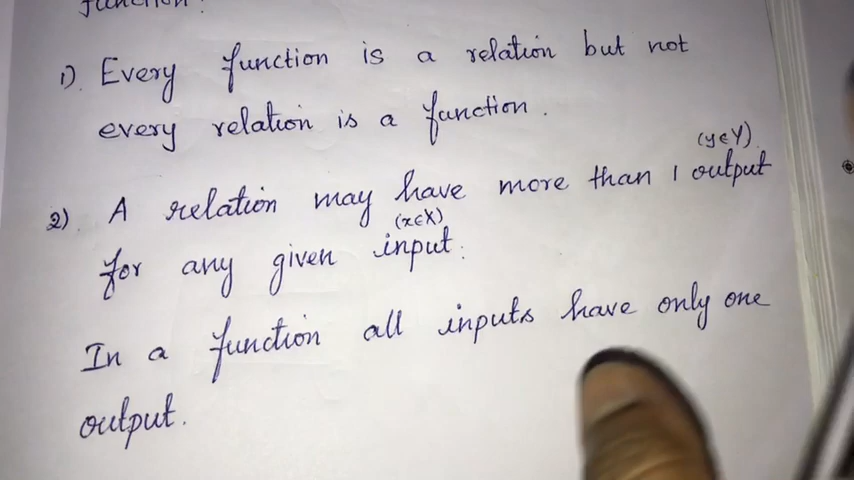 function.
1). Every function is a relation but not
every relation is a function.
(y∈Y)
2). A relation may have more than 1 output
(x∈X)
for any given input.
In a function all inputs have only one
output.